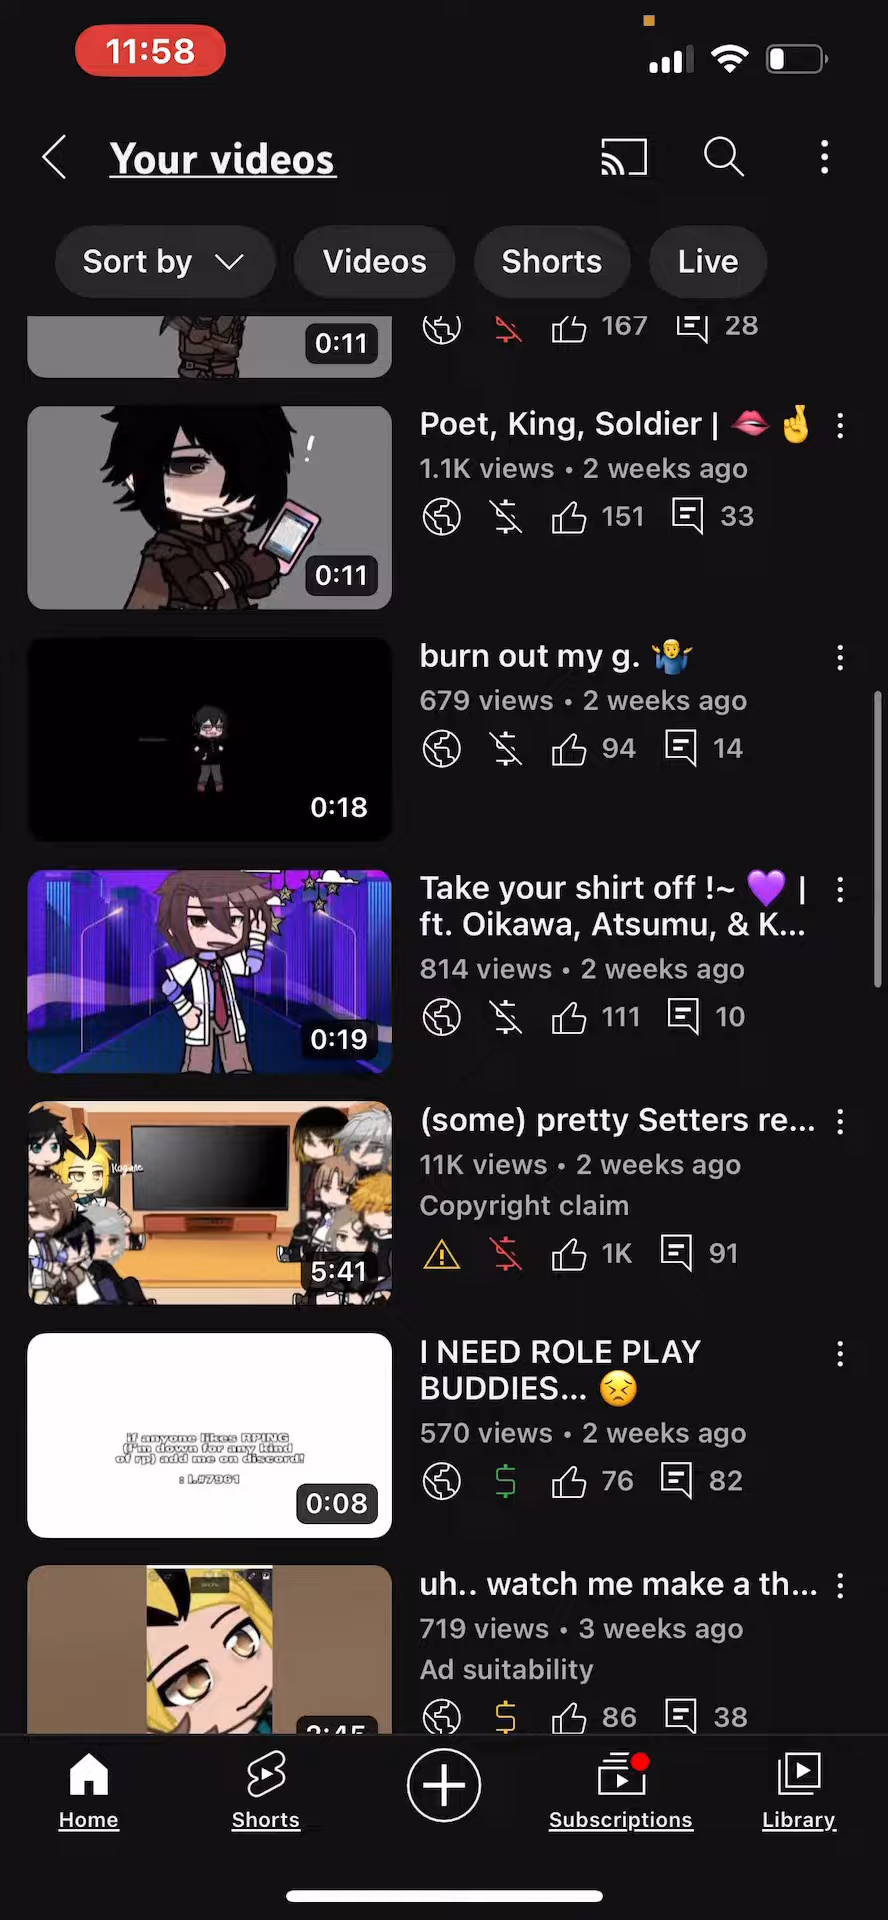 11:58
Your videos
Sort by
Videos
Shorts
Live
0:11
167
28
Poet, King, Soldier | 🫦 🤞
1.1K views • 2 weeks ago
151
33
0:11
burn out my g. 🤷‍♂️
679 views • 2 weeks ago
94
14
0:18
Take your shirt off !~ 💜 |
ft. Oikawa, Atsumu, & K...
814 views • 2 weeks ago
111
10
0:19
(some) pretty Setters re...
11K views • 2 weeks ago
Copyright claim
1K
91
5:41
I NEED ROLE PLAY
BUDDIES... 😣
570 views • 2 weeks ago
76
82
if anyone likes RPING
(I'm down for any kind
of rp) add me on discord!
: L#7961
0:08
uh.. watch me make a th...
719 views • 3 weeks ago
Ad suitability
86
38
Home
Shorts
Subscriptions
Library